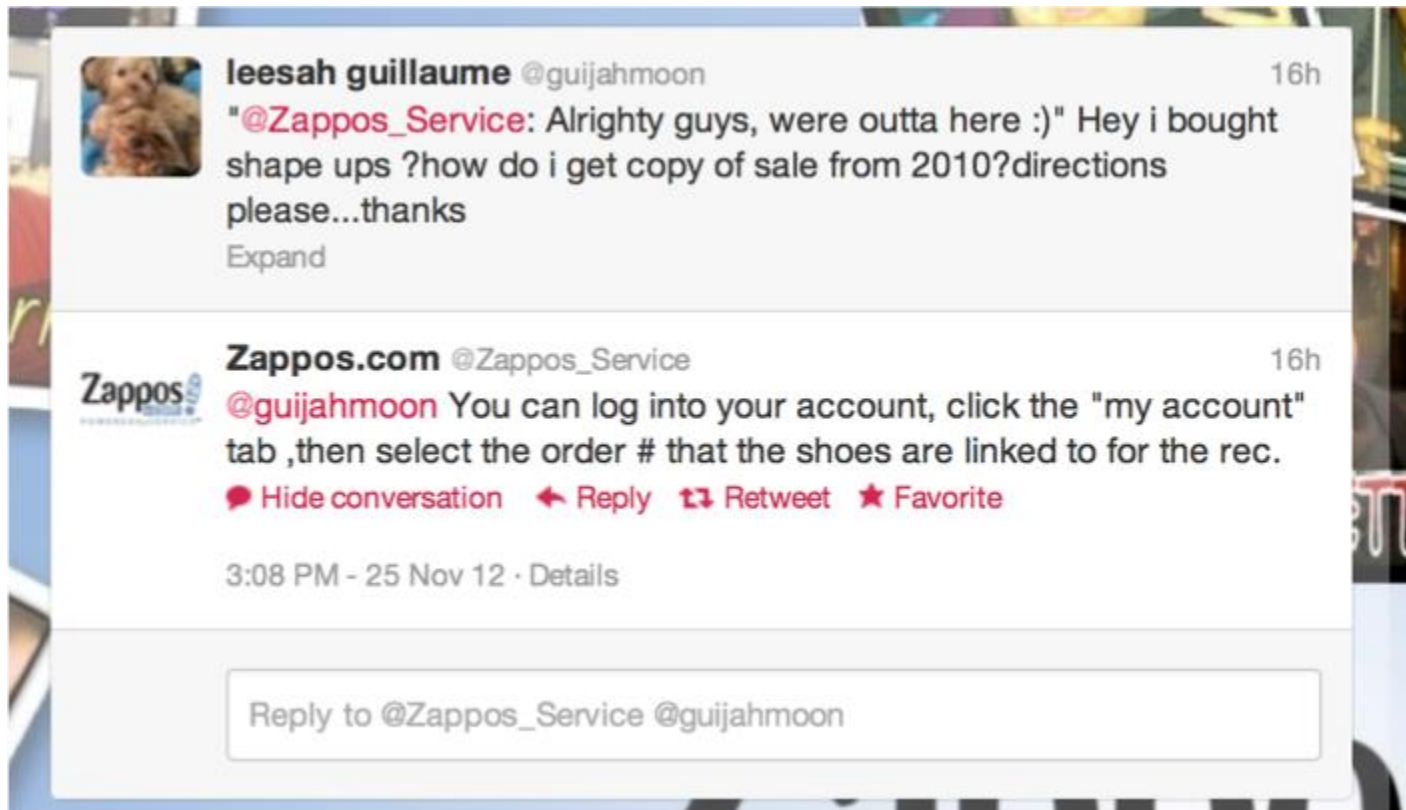 leesah guillaume @guijahmoon 16h
"@Zappos_Service: Alrighty guys, were outta here :)" Hey i bought
shape ups ?how do i get copy of sale from 2010?directions
please...thanks
Expand
Zappos.com @Zappos_Service 16h
Zappos
@guijahmoon You can log into your account, click the "my account"
tab ,then select the order # that the shoes are linked to for the rec.
Hide conversation Reply Retweet Favorite
3:08 PM - 25 Nov 12 · Details
Reply to @Zappos_Service @guijahmoon